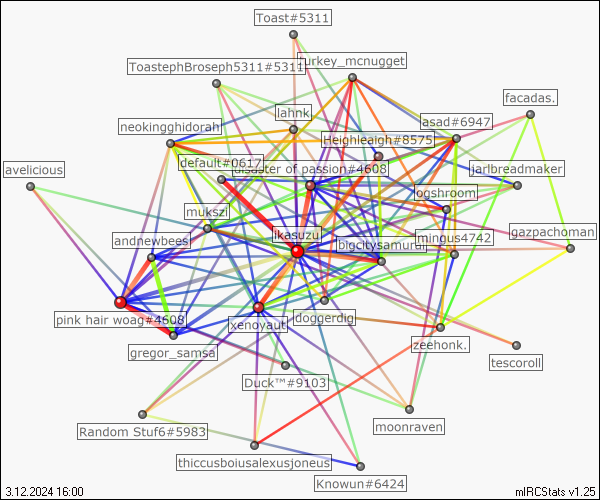 Toast#5311
turkey_mcnugget
ToastephBroseph5311#5311
facadas.
lahnk
asad#6947
neokingghidorah
Heighleigh#8575
default#0617
disaster of passion#4608
jarlbreadmaker
avelicious
ogshroom
mukszi
ikasuzu
gazpachoman
andnewbees
bigcitysamurai
mingus4742
pink hair woag#4608
xenoyaut
doggerdig
zeehonk.
gregor_samsa
tescoroll
Duck™#9103
moonraven
Random Stuf6#5983
thiccusboiusalexusjoneus
Knowun#6424
3.12.2024 16:00
mIRCStats v1.25